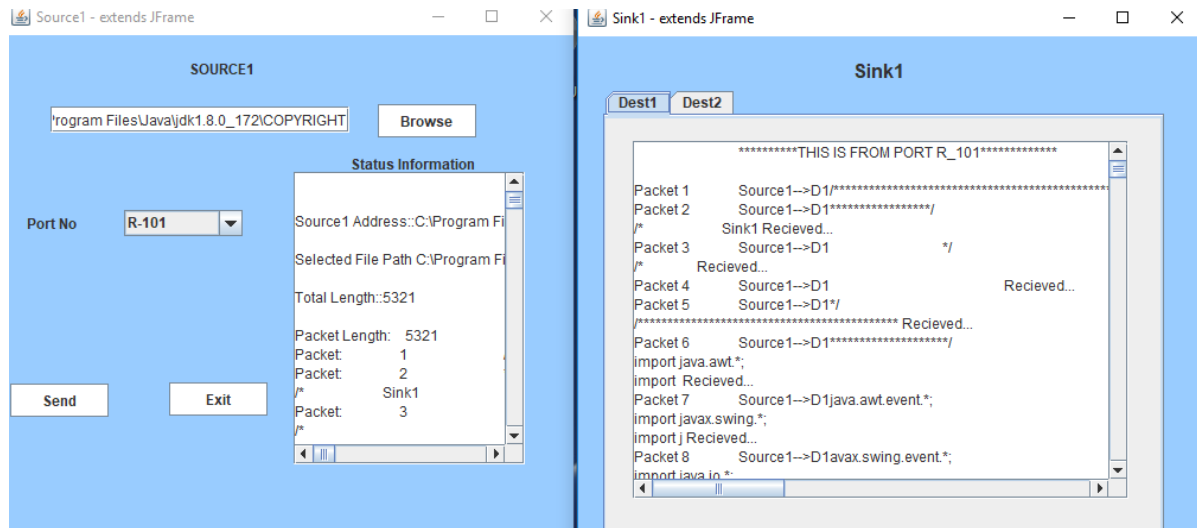 Source1 - extends JFrame
SOURCE1
'rogram Files\Java\jdk1.8.0_172\COPYRIGHT
Browse
Status Information
Port No
R-101
Source1 Address::C:\Program Fi
Selected File Path C:\Program Fi
Total Length::5321
Packet Length: 5321
Packet: 1 /
Packet: 2
/* Sink1
Packet: 3
/*
Send
Exit
Sink1 - extends JFrame
Sink1
Dest1
Dest2
**********THIS IS FROM PORT R_101*************
Packet 1 Source1-->D1/***********************************************
Packet 2 Source1-->D1*****************/
/* Sink1 Recieved...
Packet 3 Source1-->D1 */
/* Recieved...
Packet 4 Source1-->D1 Recieved...
Packet 5 Source1-->D1*/
/******************************************** Recieved...
Packet 6 Source1-->D1********************/
import java.awt.*;
import Recieved...
Packet 7 Source1-->D1java.awt.event.*;
import javax.swing.*;
import j Recieved...
Packet 8 Source1-->D1avax.swing.event.*;
import java.io.*;